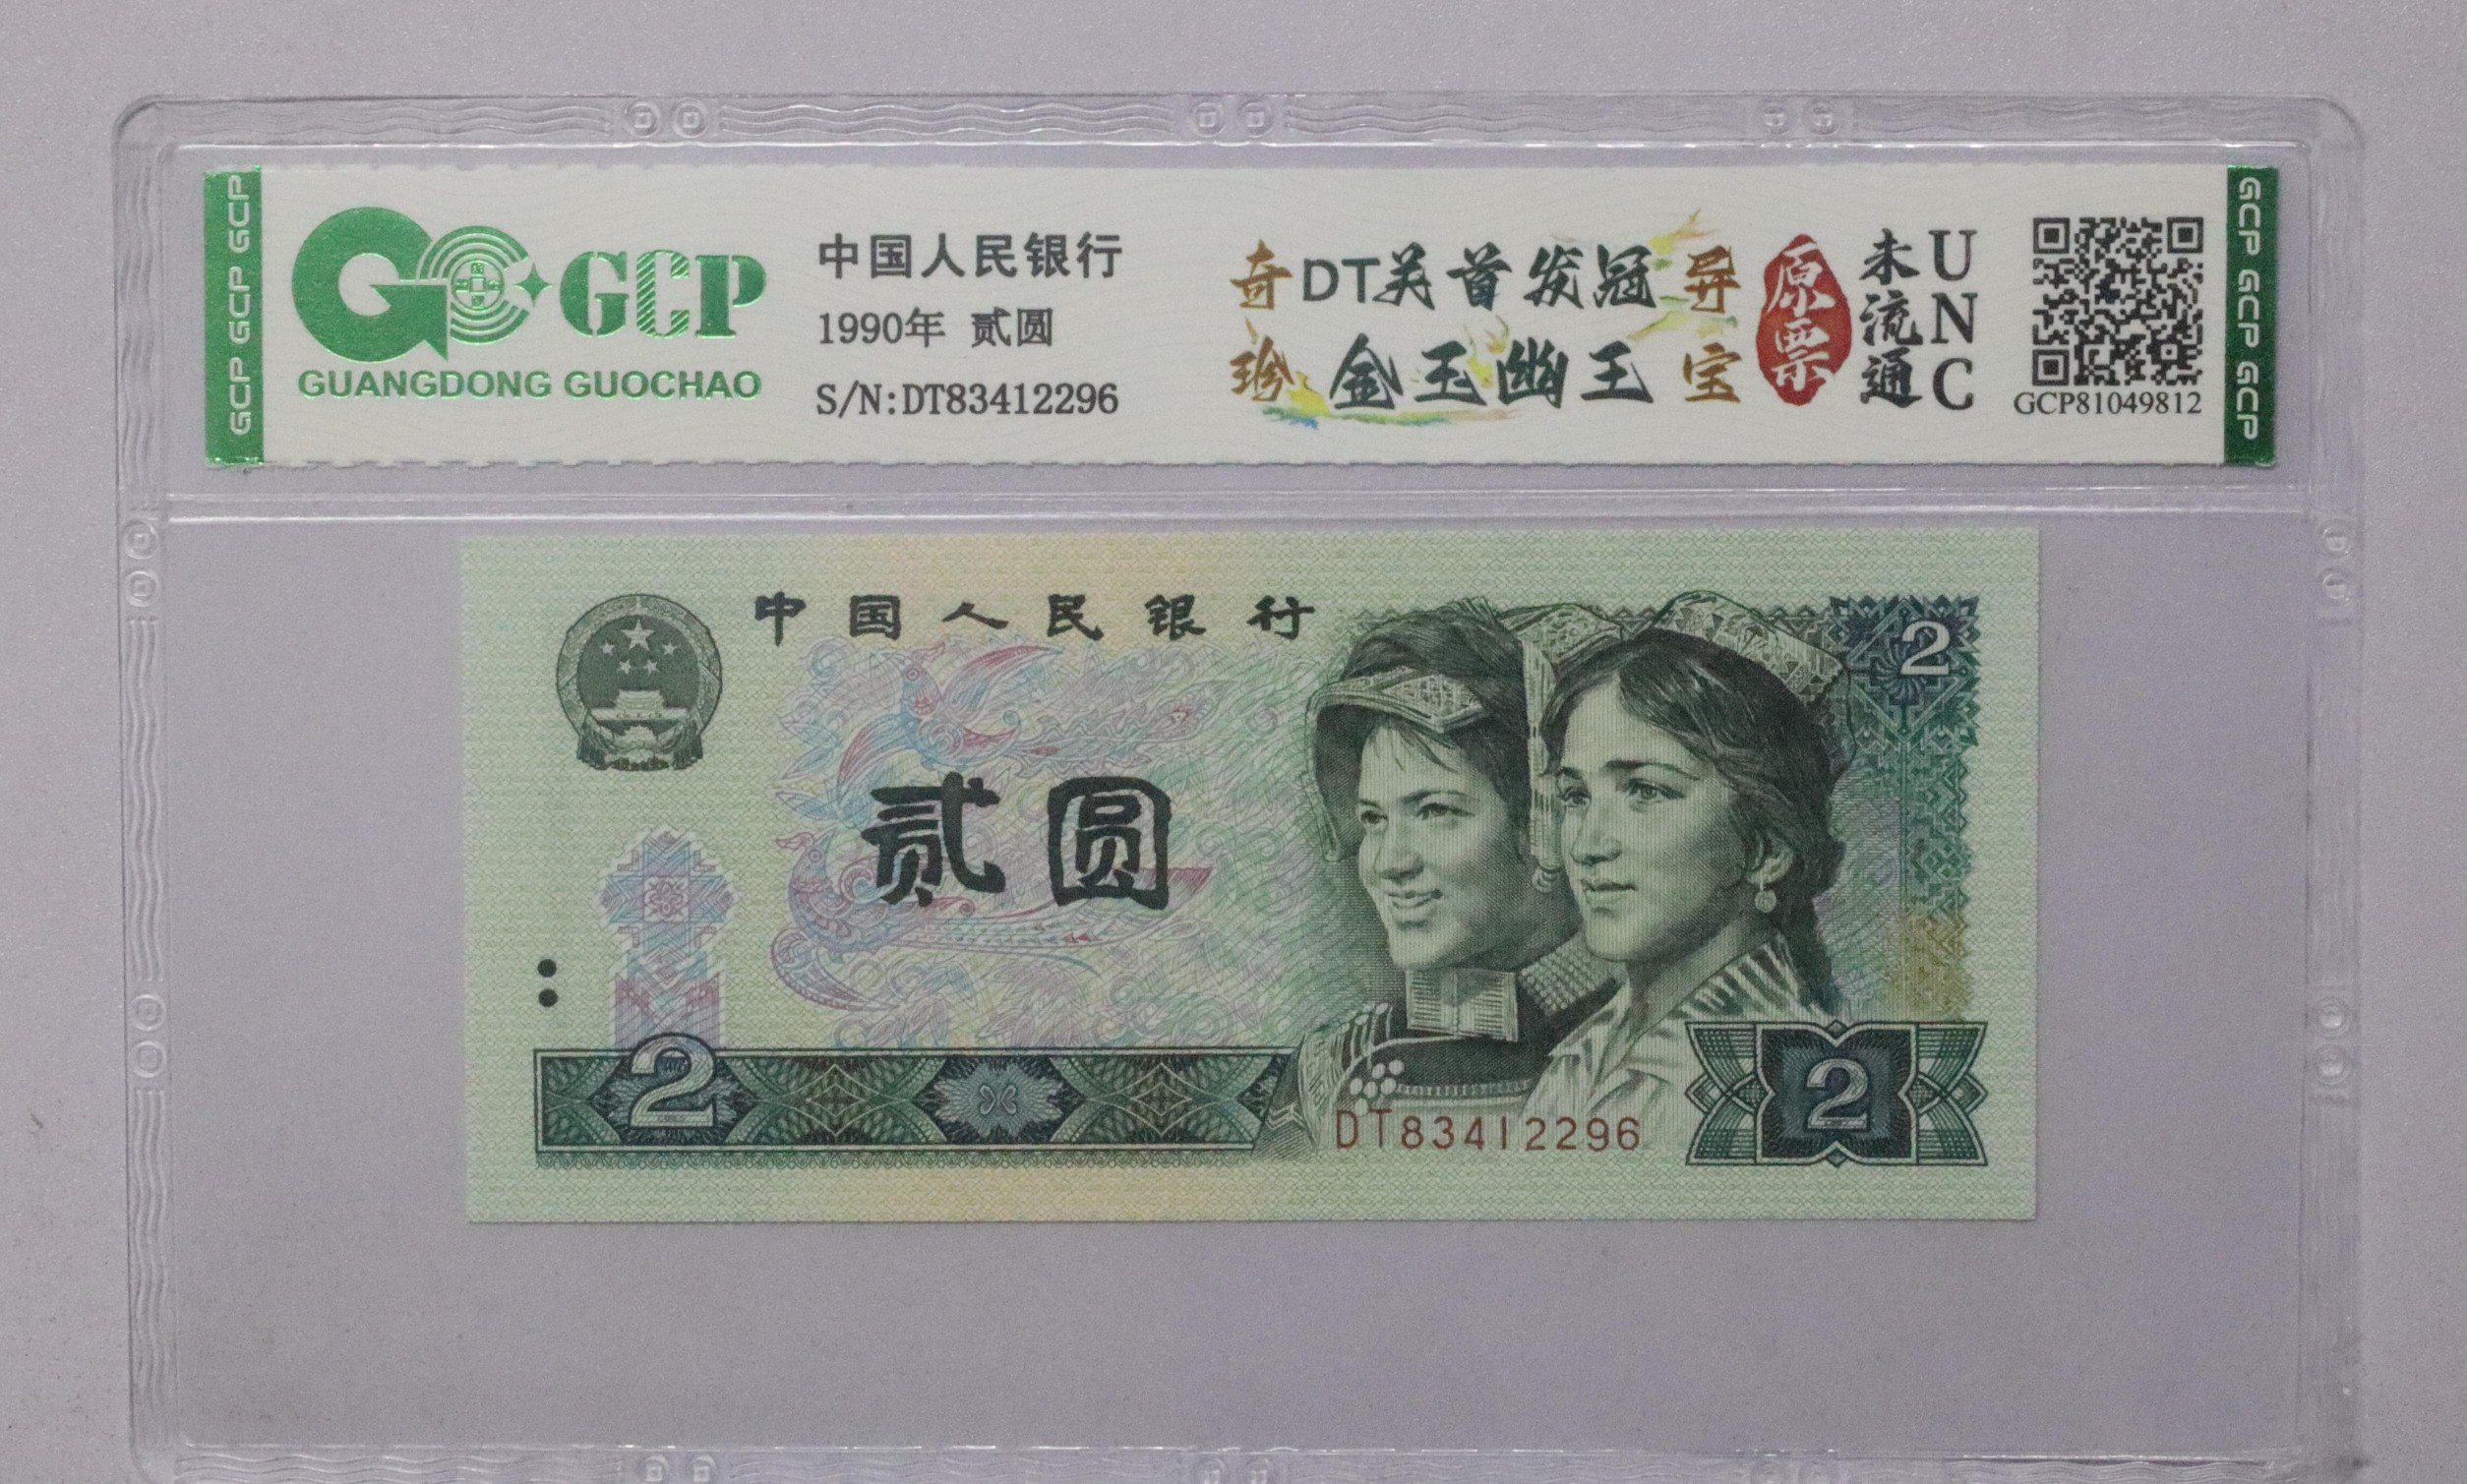 GCP GCP GCP
GCP
GUANGDONG GUOCHAO
中国人民银行
1990年 贰圆
S/N:DT83412296
奇 DT关首发冠 异
珍 金玉幽王 宝
原票
未流通
UNC
GCP81049812
GCP GCP GCP
中国人民银行
2
贰圆
2
DT83412296
2